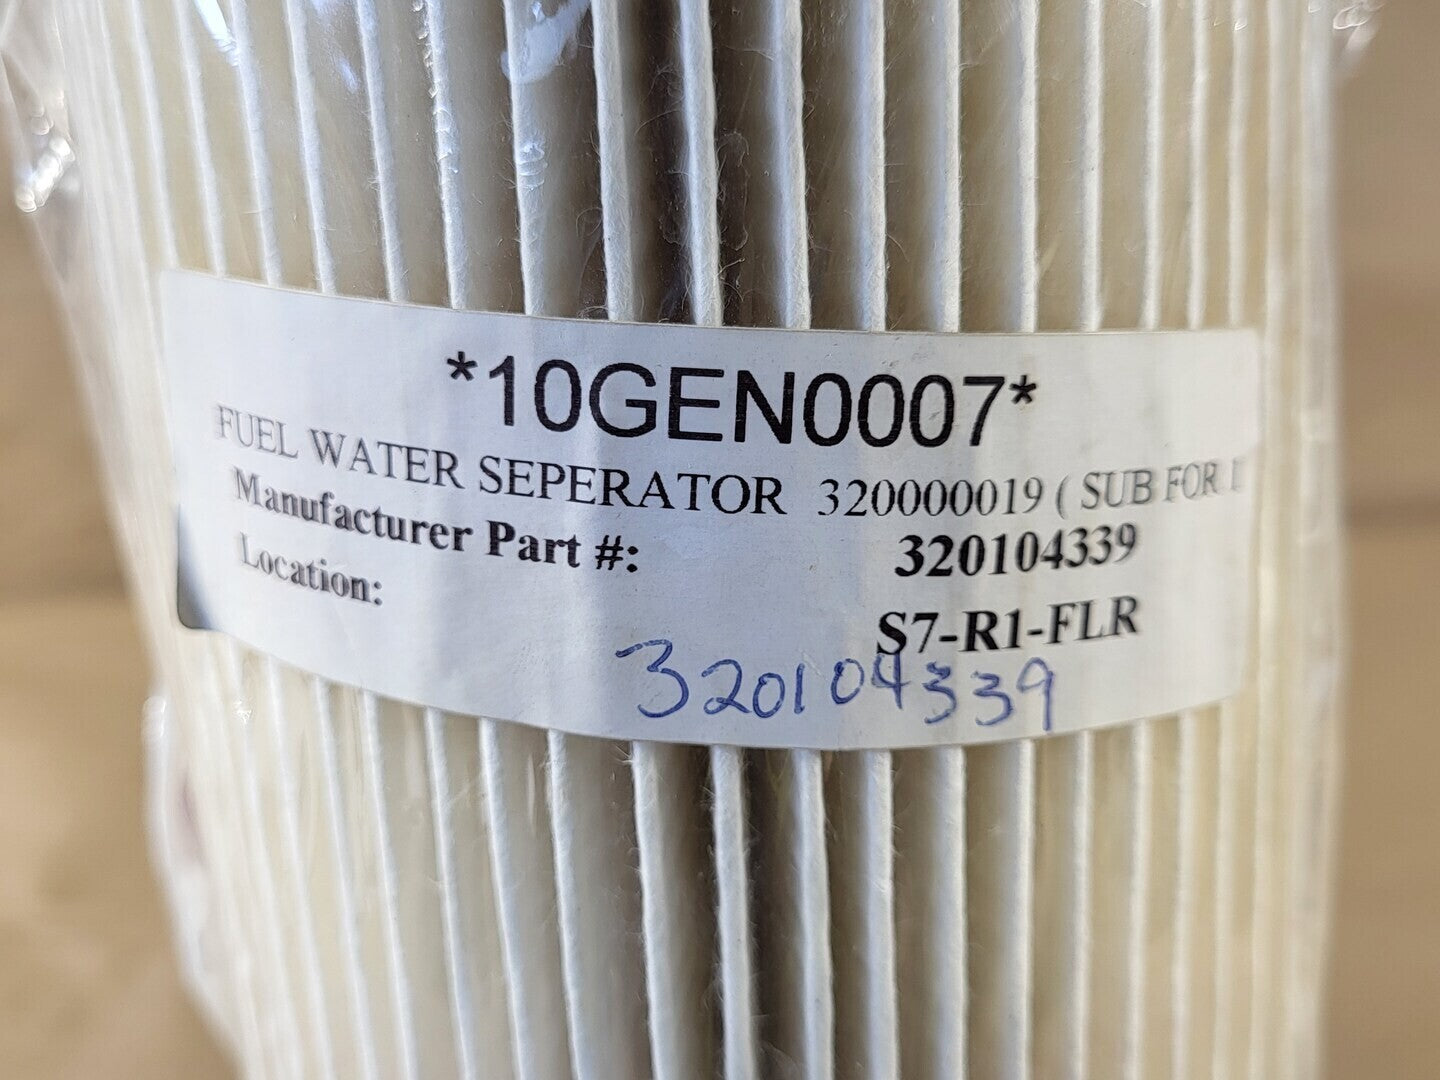 *10GEN0007*
FUEL WATER SEPERATOR 320000019 ( SUB FOR
Manufacturer Part #: 320104339
Location: S7-R1-FLR
320104339